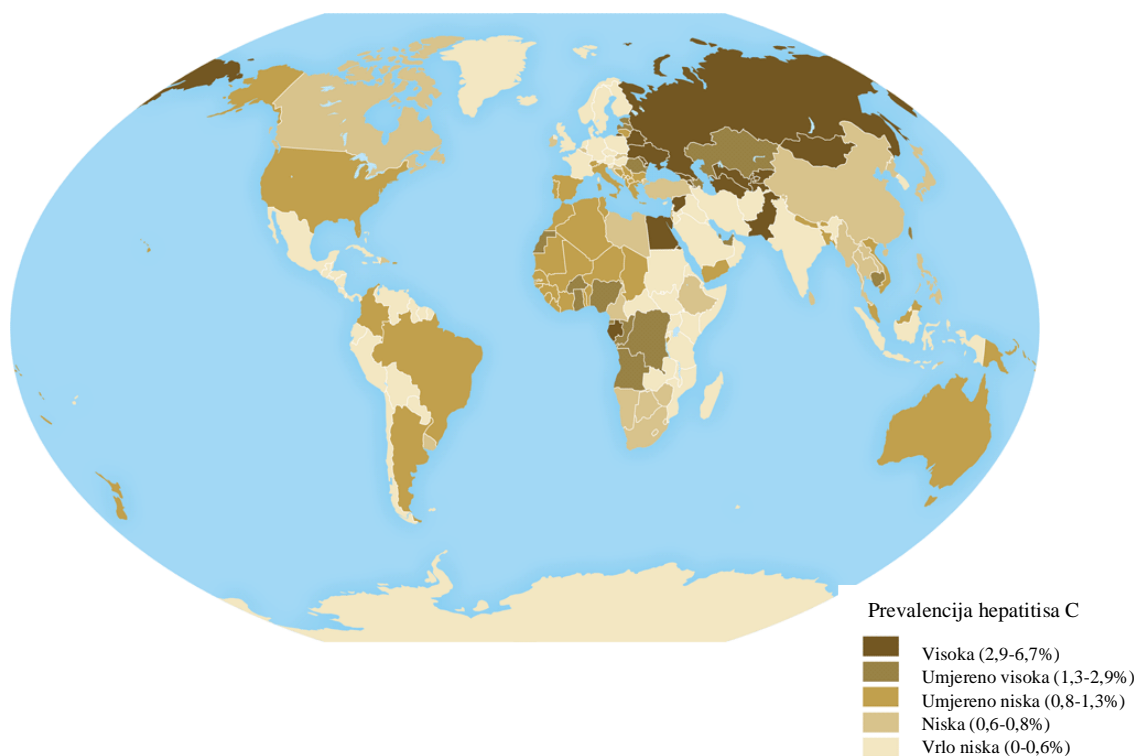 Prevalencija hepatitisa C
Visoka (2,9-6,7%)
Umjereno visoka (1,3-2,9%)
Umjereno niska (0,8-1,3%)
Niska (0,6-0,8%)
Vrlo niska (0-0,6%)